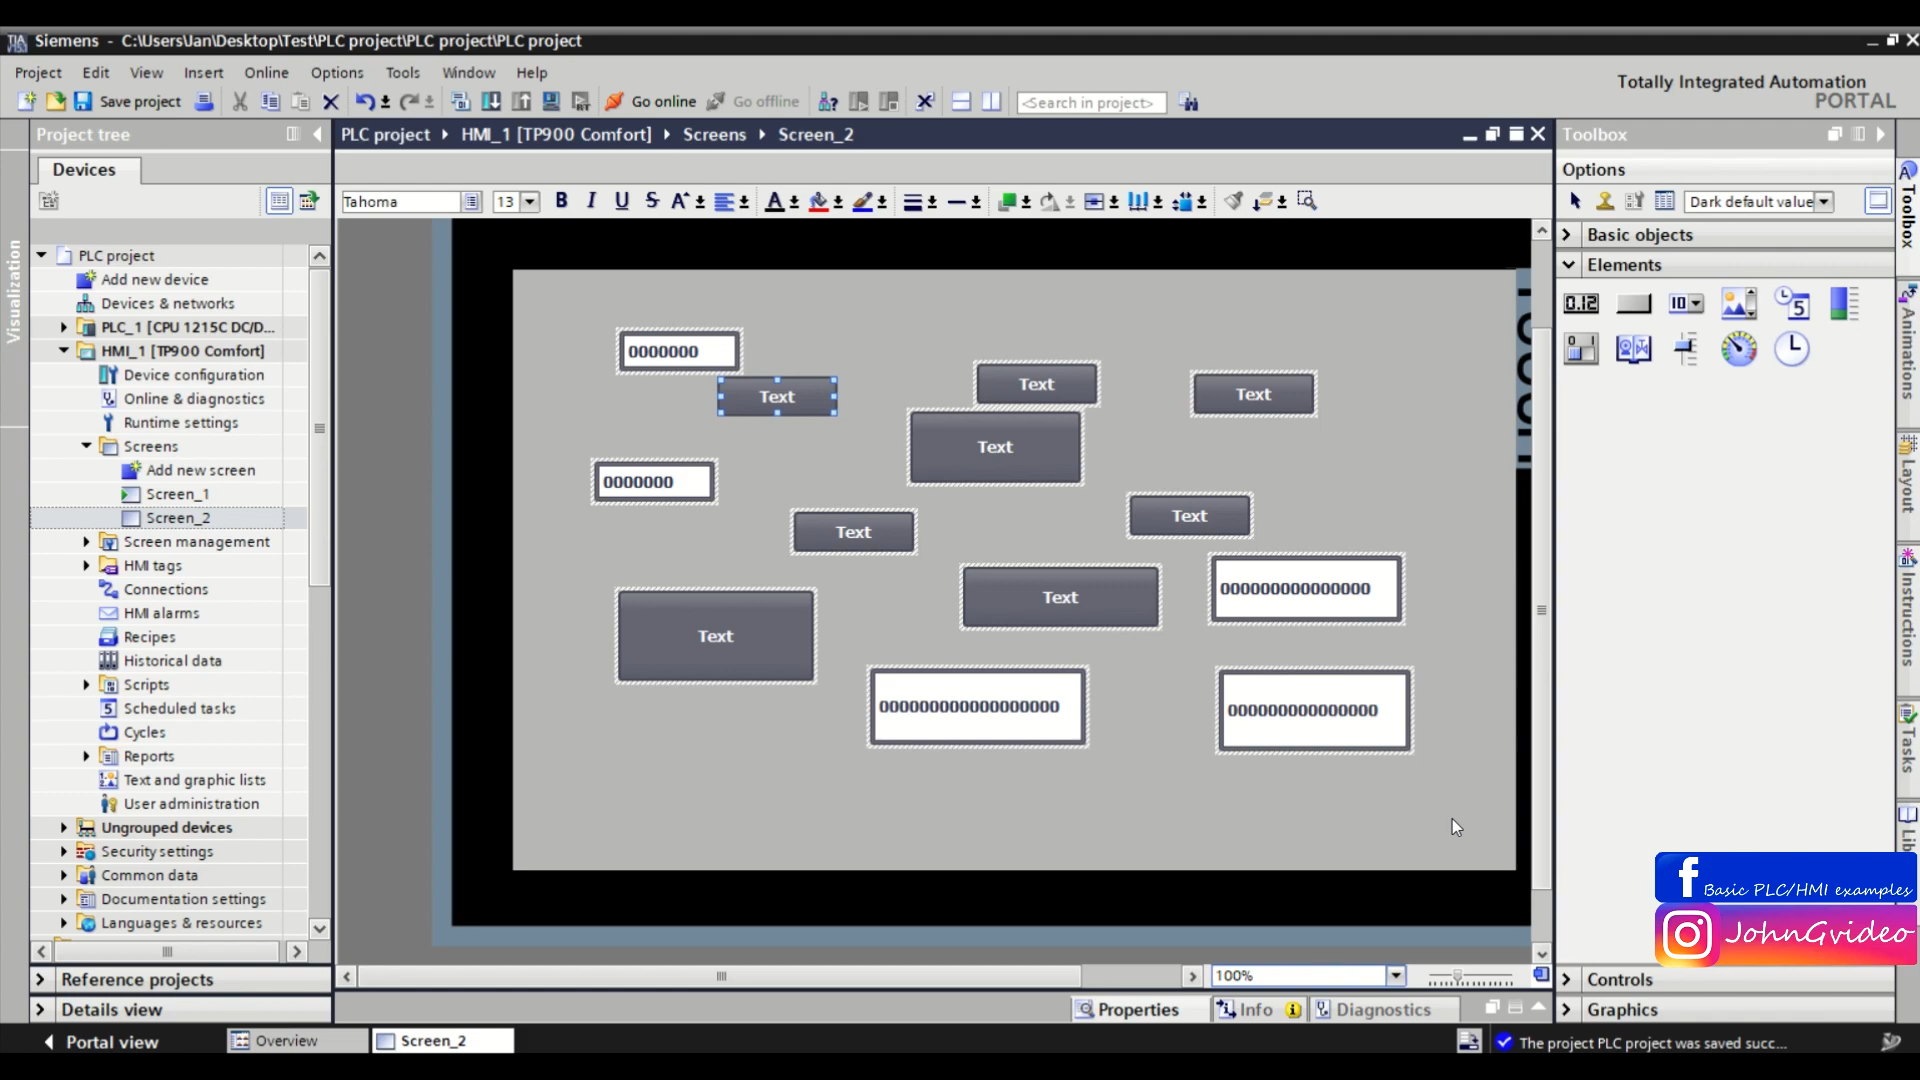 Siemens - C:\Users\Jan\Desktop\Test\PLC project\PLC project\PLC project
Project Edit View Insert Online Options Tools Window Help
Totally Integrated Automation
PORTAL
Save project
Go online
Go offline
<Search in project>
Project tree
PLC project
HMI_1 [TP900 Comfort]
Screens
Screen_2
Toolbox
Devices
Options
Tahoma
13
Dark default value
Visualization
PLC project
Add new device
Devices & networks
PLC_1 [CPU 1215C DC/D...
HMI_1 [TP900 Comfort]
Device configuration
Online & diagnostics
Runtime settings
Screens
Add new screen
Screen_1
Screen_2
Screen management
HMI tags
Connections
HMI alarms
Recipes
Historical data
Scripts
Scheduled tasks
Cycles
Reports
Text and graphic lists
User administration
Ungrouped devices
Security settings
Common data
Documentation settings
Languages & resources
Reference projects
Details view
0000000
Text
Text
Text
Text
0000000
Text
Text
Text
Text
000000000000000
000000000000000000
000000000000000
100%
Properties
Info
Diagnostics
Basic objects
Elements
0.12
10
5
0 1
Controls
Graphics
Toolbox
Animations
Layout
Instructions
Tasks
Basic PLC/HMI examples
JohnGvideo
Portal view
Overview
Screen_2
The project PLC project was saved succ...